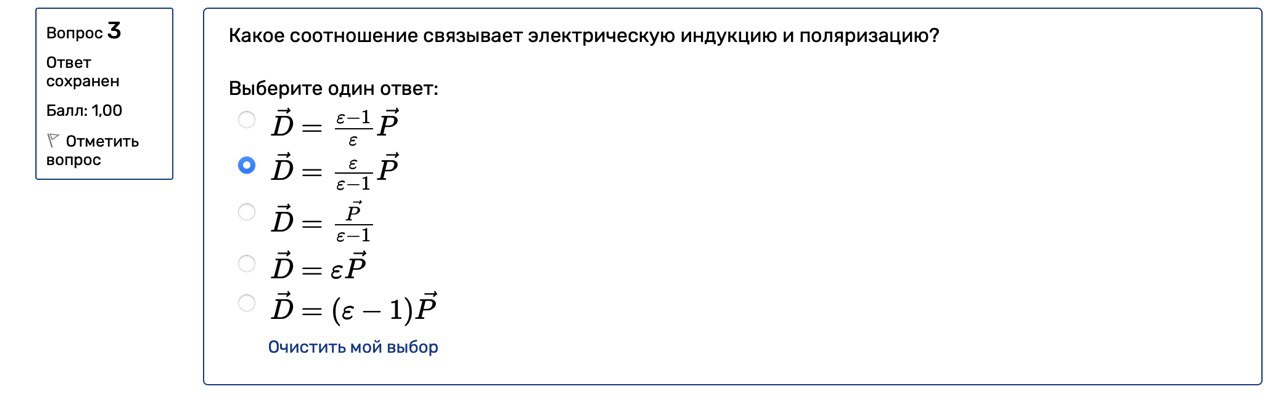 Вопрос 3
Ответ
сохранен
Балл: 1,00
Отметить
вопрос
Какое соотношение связывает электрическую индукцию и поляризацию?
Выберите один ответ:
$\vec{D} = \frac{\varepsilon-1}{\varepsilon}\vec{P}$
$\vec{D} = \frac{\varepsilon}{\varepsilon-1}\vec{P}$
$\vec{D} = \frac{\vec{P}}{\varepsilon-1}$
$\vec{D} = \varepsilon\vec{P}$
$\vec{D} = (\varepsilon - 1)\vec{P}$
Очистить мой выбор